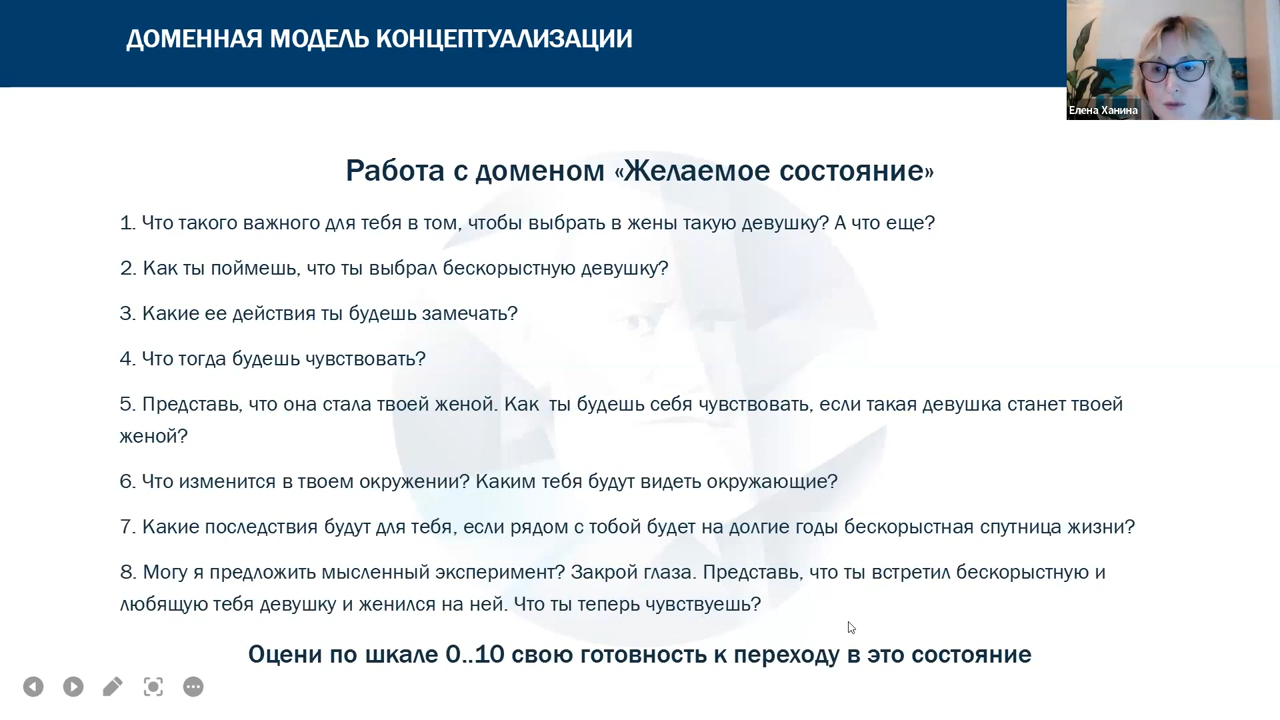 ДОМЕННАЯ МОДЕЛЬ КОНЦЕПТУАЛИЗАЦИИ
Елена Ханина
Работа с доменом «Желаемое состояние»
1. Что такого важного для тебя в том, чтобы выбрать в жены такую девушку? А что еще?
2. Как ты поймешь, что ты выбрал бескорыстную девушку?
3. Какие ее действия ты будешь замечать?
4. Что тогда будешь чувствовать?
5. Представь, что она стала твоей женой. Как  ты будешь себя чувствовать, если такая девушка станет твоей
женой?
6. Что изменится в твоем окружении? Каким тебя будут видеть окружающие?
7. Какие последствия будут для тебя, если рядом с тобой будет на долгие годы бескорыстная спутница жизни?
8. Могу я предложить мысленный эксперимент? Закрой глаза. Представь, что ты встретил бескорыстную и
любящую тебя девушку и женился на ней. Что ты теперь чувствуешь?
Оцени по шкале 0..10 свою готовность к переходу в это состояние